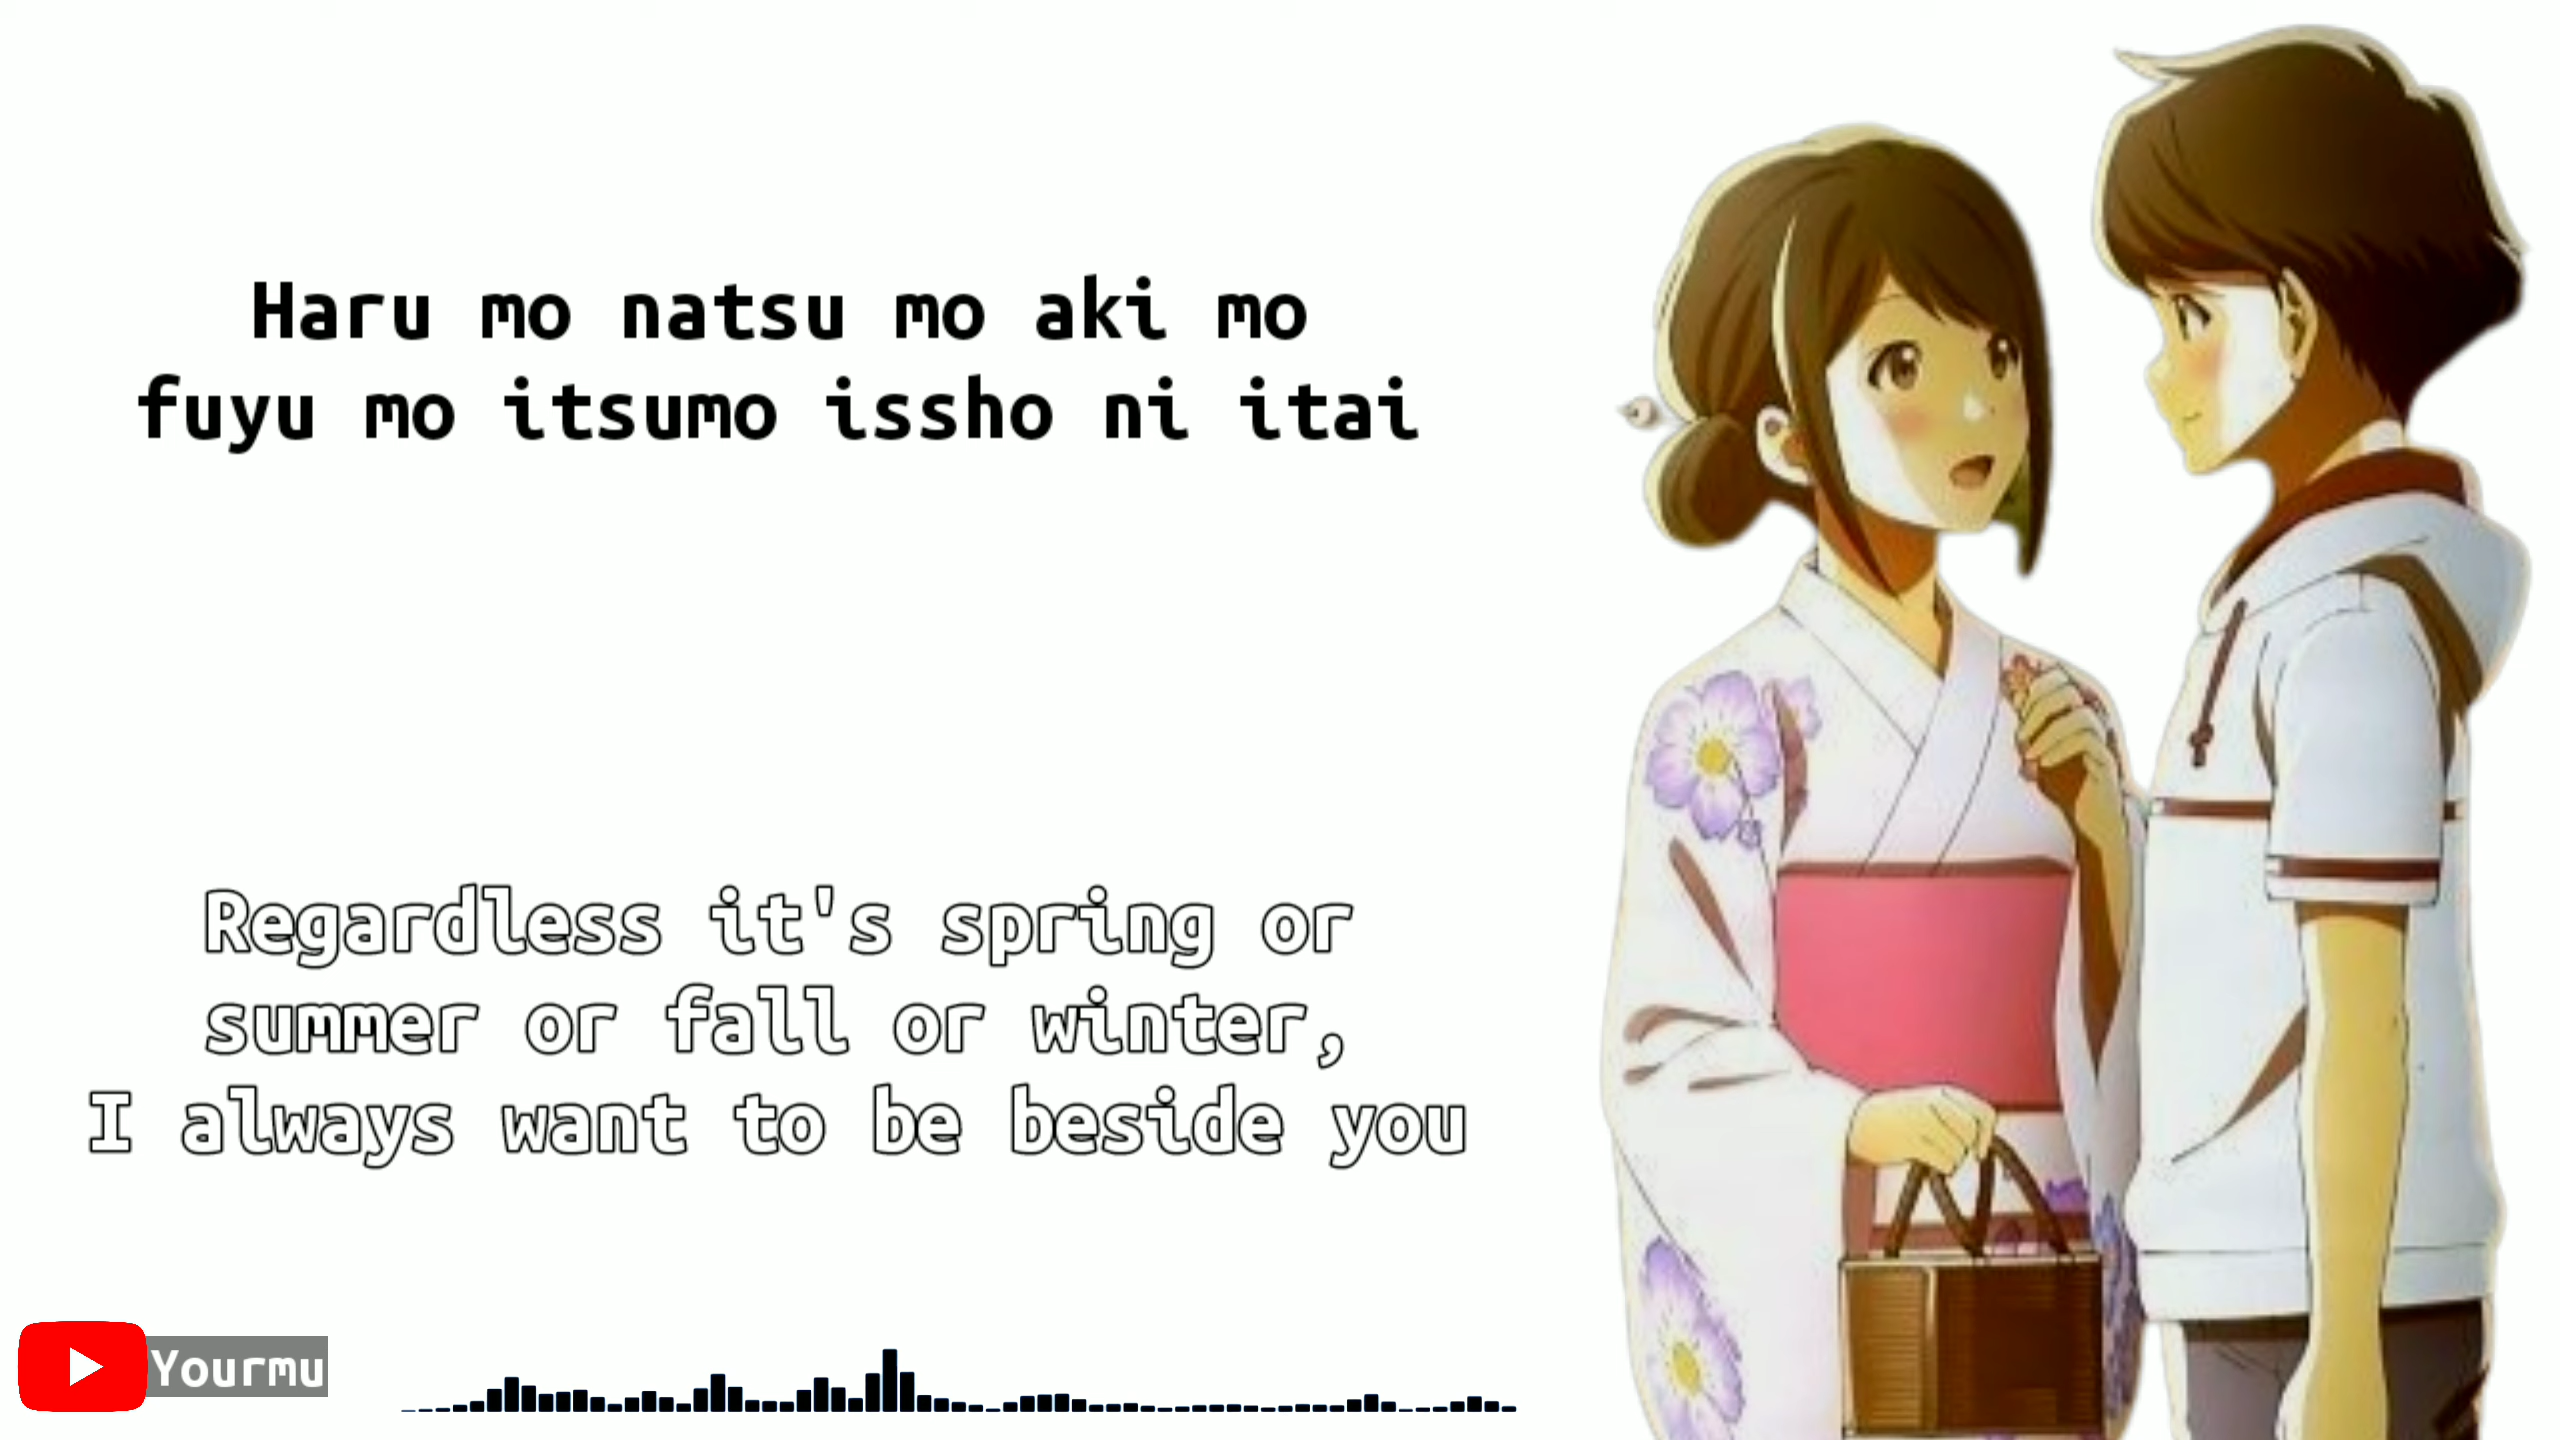 Haru mo natsu mo aki mo
fuyu mo itsumo issho ni itai
Regardless it's spring or
summer or fall or winter,
I always want to be beside you
Yourmu